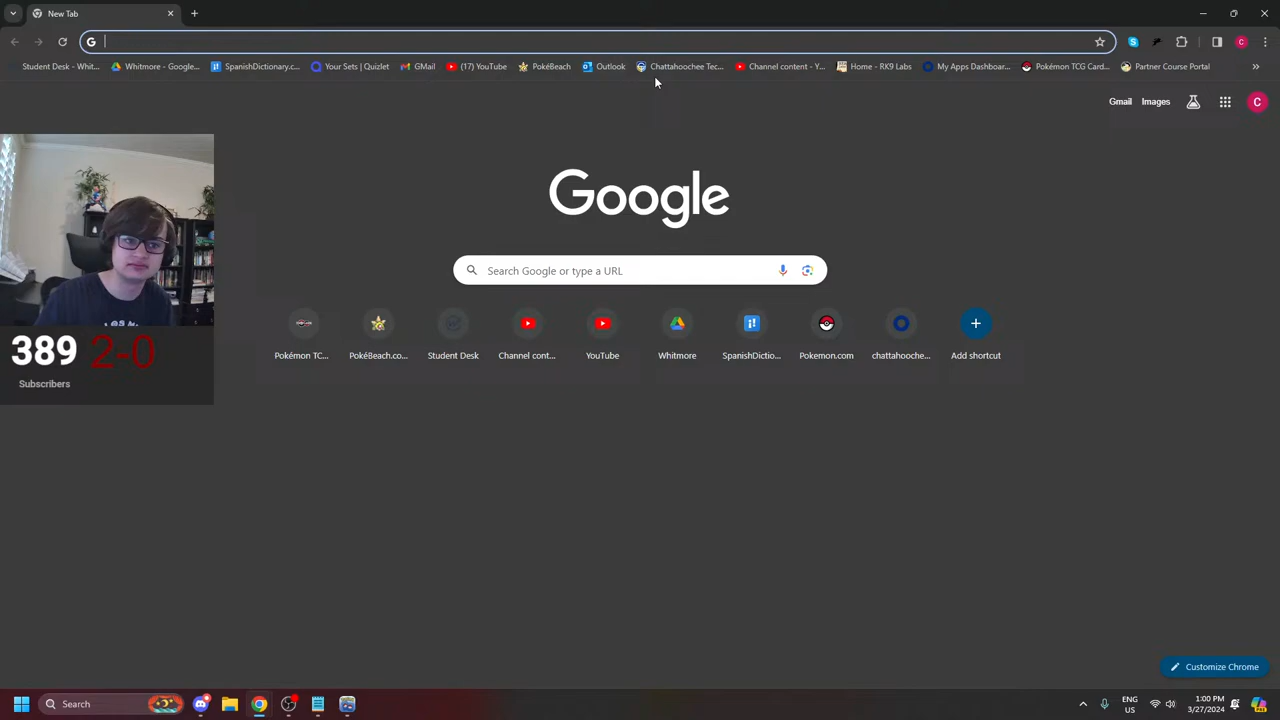 New Tab
Student Desk - Whit...
Whitmore - Google...
SpanishDictionary.c...
Your Sets | Quizlet
GMail
(17) YouTube
PokéBeach
Outlook
Chattahoochee Tec...
Channel content - Y...
Home - RK9 Labs
My Apps Dashboar...
Pokémon TCG Card...
Partner Course Portal
Gmail
Images
C
Google
Search Google or type a URL
Pokémon TC...
PokéBeach.co...
Student Desk
Channel cont...
YouTube
Whitmore
SpanishDictio...
Pokemon.com
chattahooche...
Add shortcut
389 2-0
Subscribers
Customize Chrome
Search
ENG
US
1:00 PM
3/27/2024